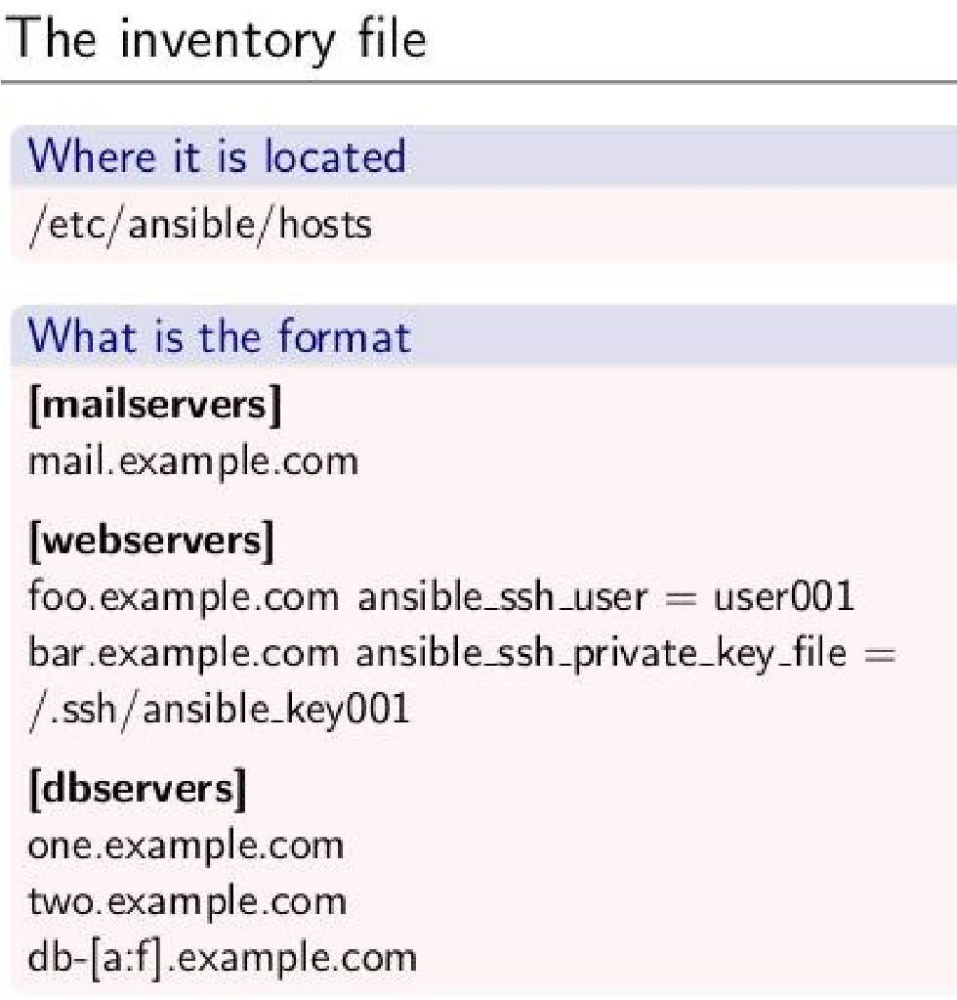 The inventory file
Where it is located
/etc/ansible/hosts
What is the format
[mailservers]
mail.example.com
[webservers]
foo.example.com ansible_ssh_user = user001
bar.example.com ansible_ssh_private_key_file =
/.ssh/ansible_key001
[dbservers]
one.example.com
two.example.com
db-[a:f].example.com